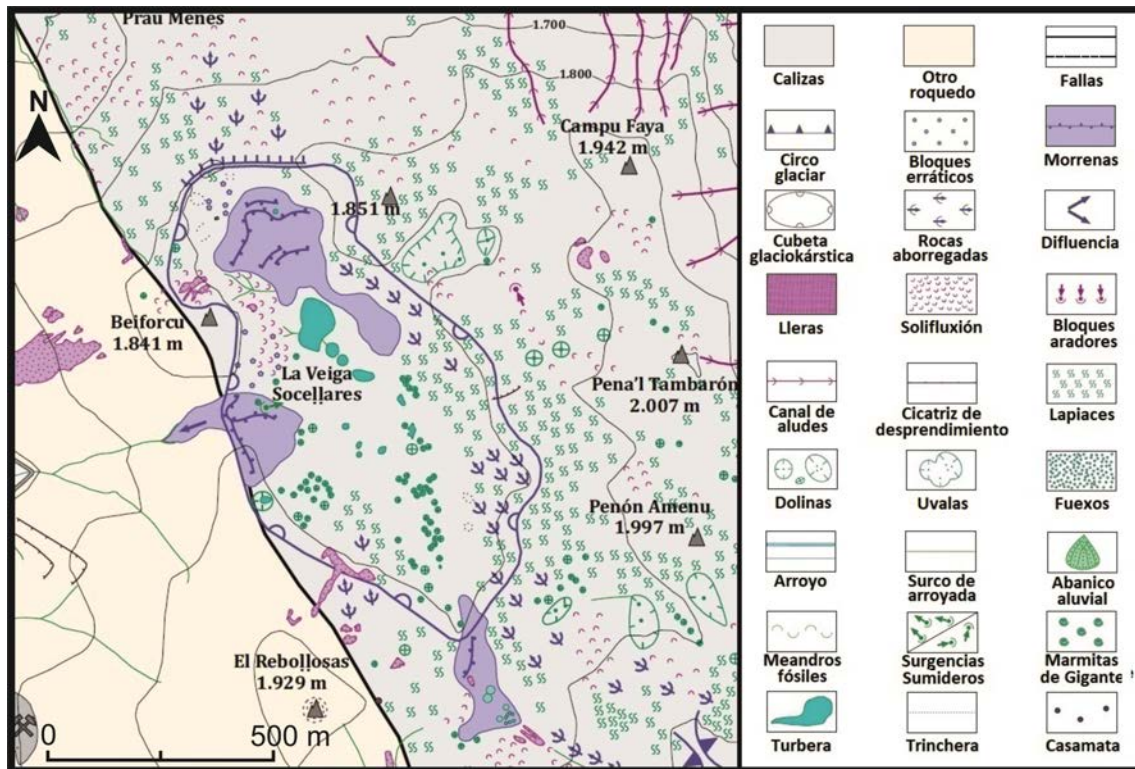 Prau Menes
1.700
1.800
N
Campu Faya
1.942 m
1.851 m
Beiforcu
1.841 m
La Veiga
Soceḷḷares
Pena'l Tambarón
2.007 m
Penón Amenu
1.997 m
El Reboḷḷosas
1.929 m
0
500 m
Calizas
Otro
roquedo
Fallas
Circo
glaciar
Bloques
erráticos
Morrenas
Cubeta
glaciokárstica
Rocas
aborregadas
Difluencia
Lleras
Solifluxión
Bloques
aradores
Canal de
aludes
Cicatriz de
desprendimiento
Lapiaces
Dolinas
Uvalas
Fuexos
Arroyo
Surco de
arroyada
Abanico
aluvial
Meandros
fósiles
Surgencias
Sumideros
Marmitas
de Gigante
Turbera
Trinchera
Casamata